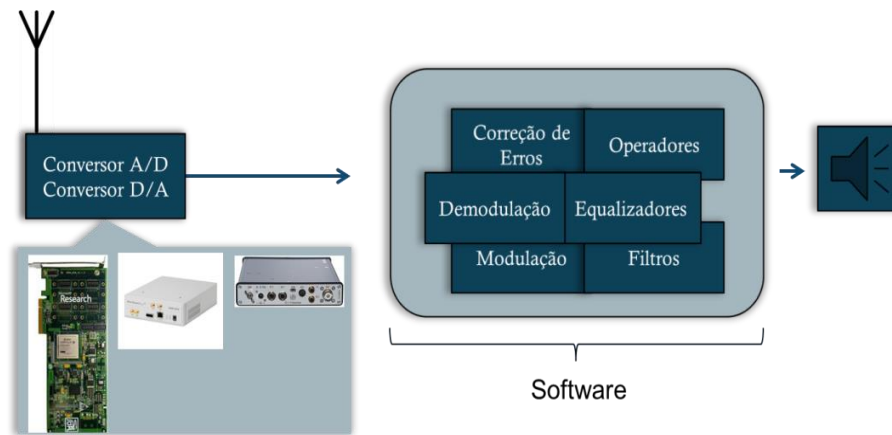 Conversor A/D
Conversor D/A
Correção de
Erros
Operadores
Demodulação
Equalizadores
Modulação
Filtros
Research
Software